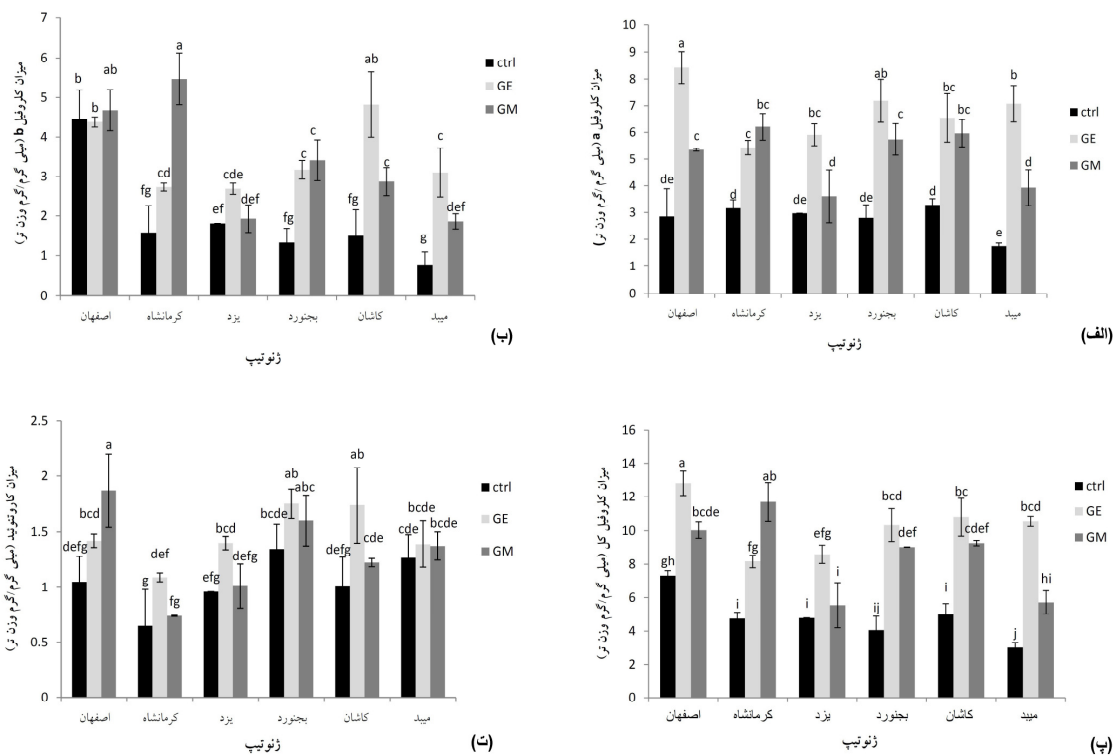 میزان کلروفیل b (میلی گرم/گرم وزن تر)
7
6
5
4
3
2
1
0
b b ab
fg cd a
ef cde def
fg c c
fg ab c
g c def
ctrl
GE
GM
اصفهان کرمانشاه یزد بجنورد کاشان میبد
ژنوتیپ
(ب)
میزان کلروفیل a (میلی گرم/گرم وزن تر)
10
9
8
7
6
5
4
3
2
1
0
de a c
d c bc
de bc d
de ab c
d bc bc
e b d
ctrl
GE
GM
اصفهان کرمانشاه یزد بجنورد کاشان میبد
ژنوتیپ
(الف)
میزان کاروتنوئید (میلی گرم/گرم وزن تر)
2.5
2
1.5
1
0.5
0
defg bcd a
g def fg
efg bcd defg
bcde ab abc
defg ab cde
cde bcde bcde
ctrl
GE
GM
اصفهان کرمانشاه یزد بجنورد کاشان میبد
ژنوتیپ
(ت)
میزان کلروفیل کل (میلی گرم/گرم وزن تر)
16
14
12
10
8
6
4
2
0
gh a bcde
i fg ab
i efg i
ij bcd def
i bc cdef
j bcd hi
ctrl
GE
GM
اصفهان کرمانشاه یزد بجنورد کاشان میبد
ژنوتیپ
(پ)